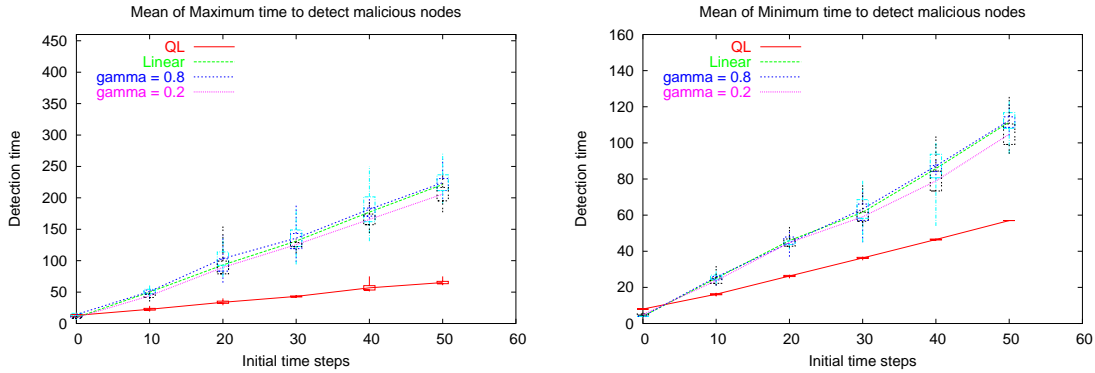 Mean of Maximum time to detect malicious nodes
450
400
350
300
250
200
150
100
50
0
Detection time
QL
Linear
gamma = 0.8
gamma = 0.2
0 10 20 30 40 50 60
Initial time steps
Mean of Minimum time to detect malicious nodes
160
140
120
100
80
60
40
20
0
Detection time
QL
Linear
gamma = 0.8
gamma = 0.2
0 10 20 30 40 50 60
Initial time steps